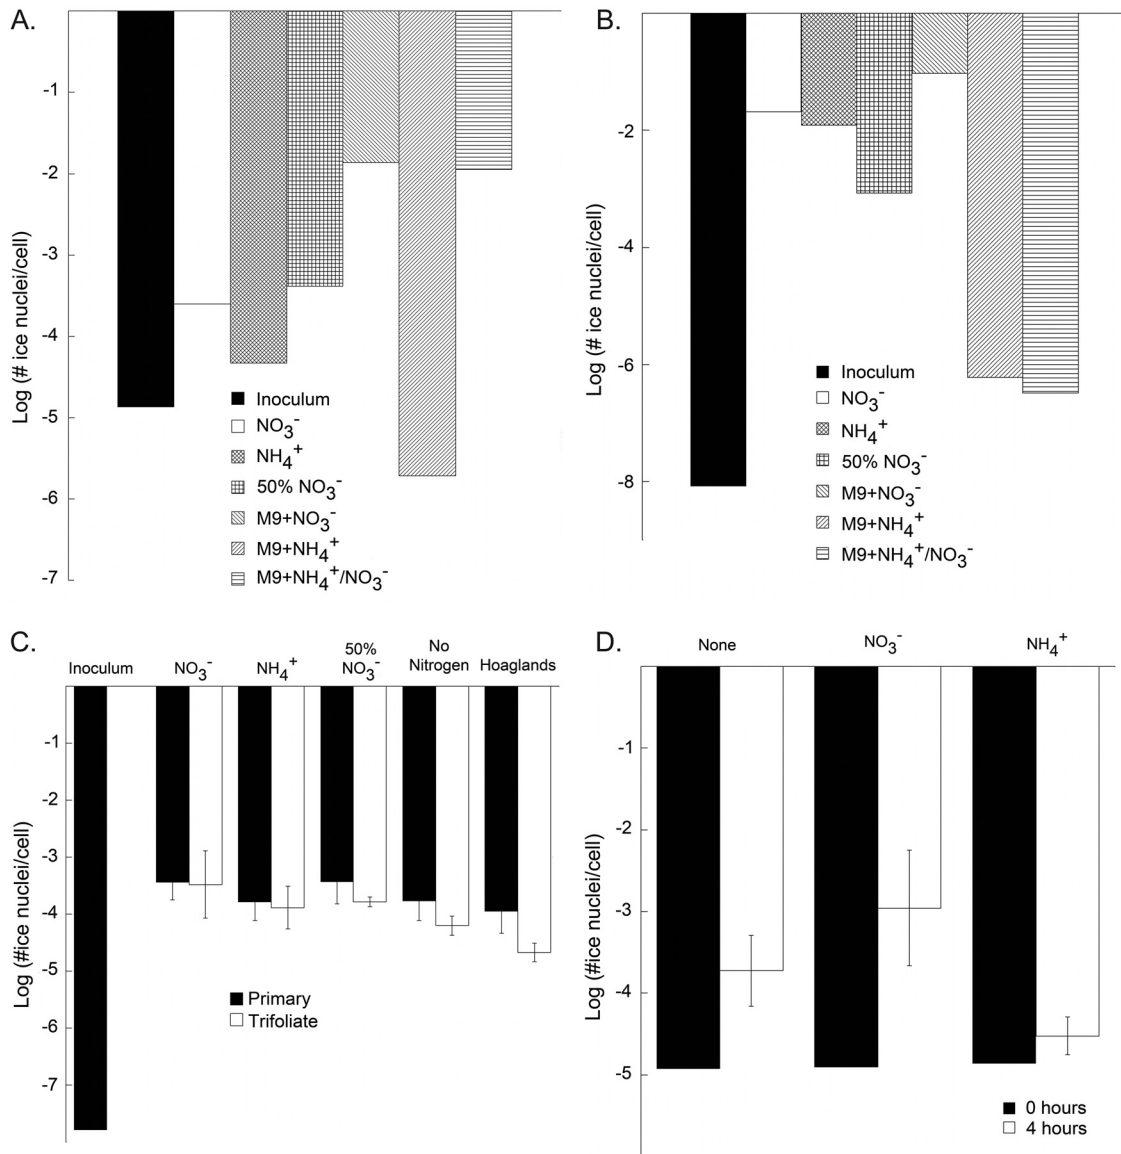 A.
-1
-2
-3
-4
-5
-6
-7
Log (# ice nuclei/cell)
Inoculum
NO3-
NH4+
50% NO3-
M9+NO3-
M9+NH4+
M9+NH4+/NO3-
B.
-2
-4
-6
-8
Log (# ice nuclei/cell)
Inoculum
NO3-
NH4+
50% NO3-
M9+NO3-
M9+NH4+
M9+NH4+/NO3-
C.
Inoculum
NO3-
NH4+
50%
NO3-
No
Nitrogen
Hoaglands
-1
-2
-3
-4
-5
-6
-7
Log (#ice nuclei/cell)
Primary
Trifoliate
D.
None
NO3-
NH4+
-1
-2
-3
-4
-5
Log (#ice nuclei/cell)
0 hours
4 hours